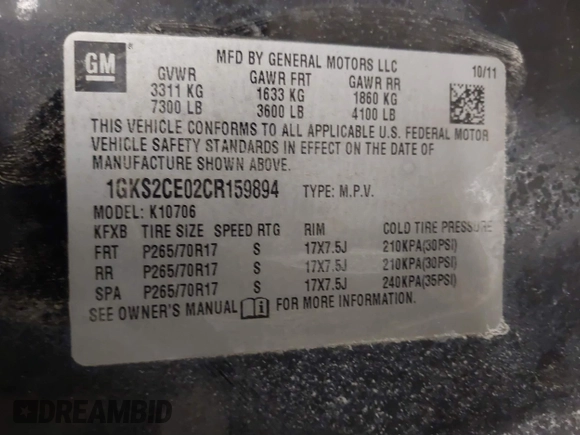 GM
MFD BY GENERAL MOTORS LLC
10/11
GVWR GAWR FRT GAWR RR
3311 KG 1633 KG 1860 KG
7300 LB 3600 LB 4100 LB
THIS VEHICLE CONFORMS TO ALL APPLICABLE U.S. FEDERAL MOTOR
VEHICLE SAFETY STANDARDS IN EFFECT ON THE DATE OF
MANUFACTURE SHOWN ABOVE.
1GKS2CE02CR159894 TYPE: M.P.V.
MODEL: K10706
KFXB TIRE SIZE SPEED RTG RIM COLD TIRE PRESSURE
FRT P265/70R17 S 17X7.5J 210KPA(30PSI)
RR P265/70R17 S 17X7.5J 210KPA(30PSI)
SPA P265/70R17 S 17X7.5J 240KPA(35PSI)
SEE OWNER'S MANUAL FOR MORE INFORMATION.
DREAMBID